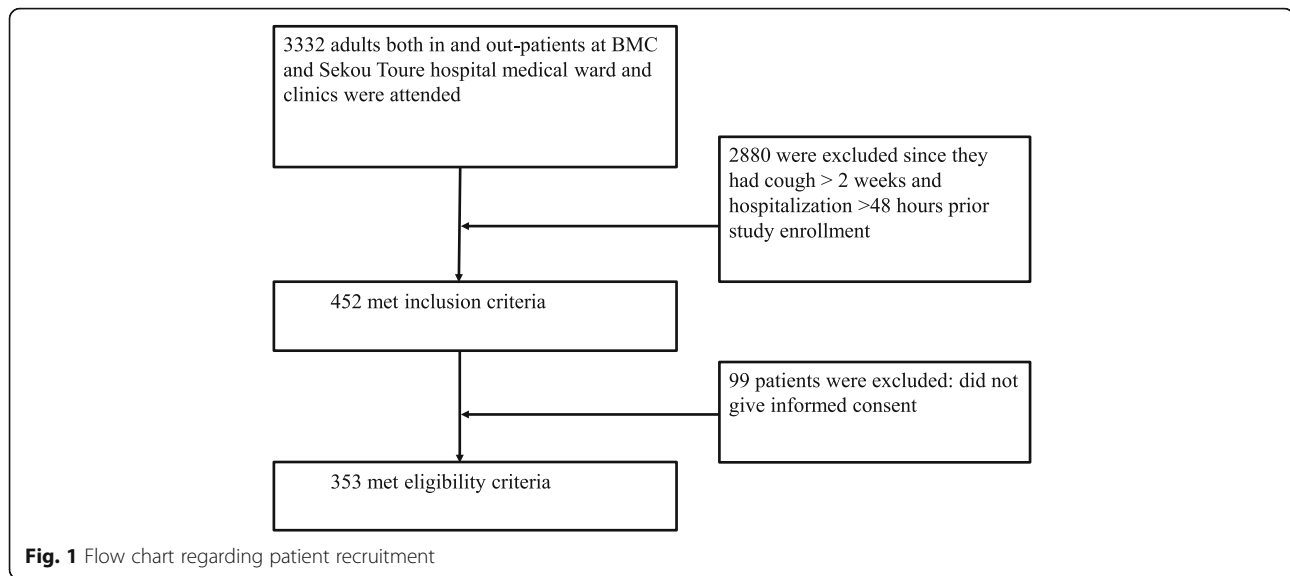 3332 adults both in and out-patients at BMC
and Sekou Toure hospital medical ward and
clinics were attended
2880 were excluded since they
had cough > 2 weeks and
hospitalization >48 hours prior
study enrollment
452 met inclusion criteria
99 patients were excluded: did not
give informed consent
353 met eligibility criteria
Fig. 1 Flow chart regarding patient recruitment